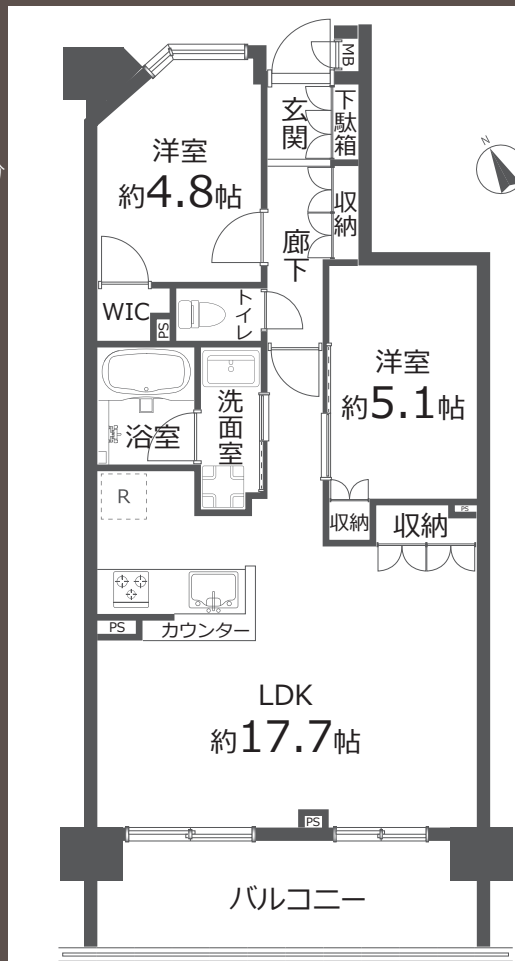 MB
玄関
下駄箱
N
洋室
約4.8帖
収納
廊下
WIC
PS
トイレ
洋室
約5.1帖
浴室
洗面室
R
収納
収納
PS
PS
カウンター
LDK
約17.7帖
PS
バルコニー